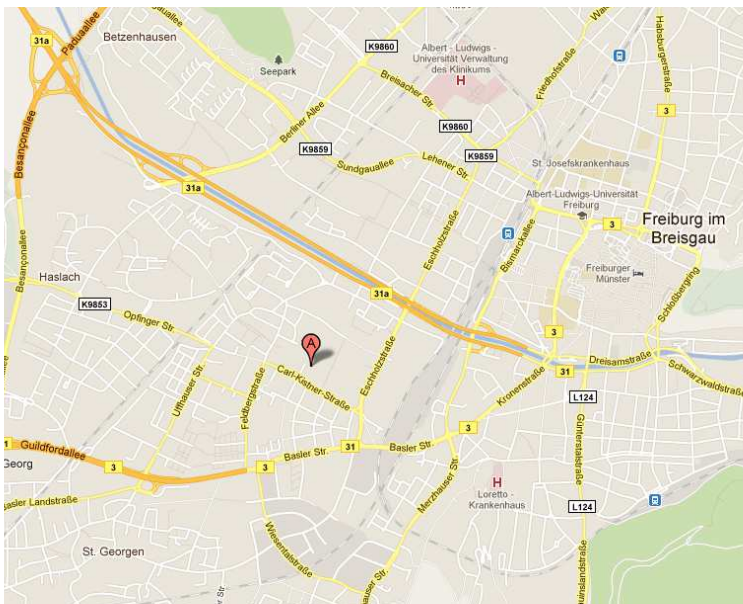 31a
Paduaallee
Betzenhausen
Seepark
K9860
Albert - Ludwigs -
Universität Verwaltung
des Klinikums
H
Habsburgerstraße
Friedhofstraße
Breisacher Str.
Berliner Allee
K9860
3
Besançonallee
K9859
Sundgauallee
Lehener Str.
K9859
St. Josefskrankenhaus
31a
Albert-Ludwigs-Universität
Freiburg
3
Freiburg im
Breisgau
Eschholzstraße
Bismarckallee
Besançonallee
Haslach
Freiburger
Münster
Schloßbergring
K9853
31a
Opfinger Str.
A
Dreisamstraße
31
Schwarzwaldstraße
Carl-Kistner-Straße
Eschholzstraße
Uffhauser Str.
Feldbergstraße
Kronenstraße
L124
Günterstalstraße
Guildfordallee
3
3
Basler Str.
31
Basler Str.
3
Georg
Merzhauser Str.
H
Loretto -
Krankenhaus
L124
Basler Landstraße
St. Georgen
Wiesentalstraße